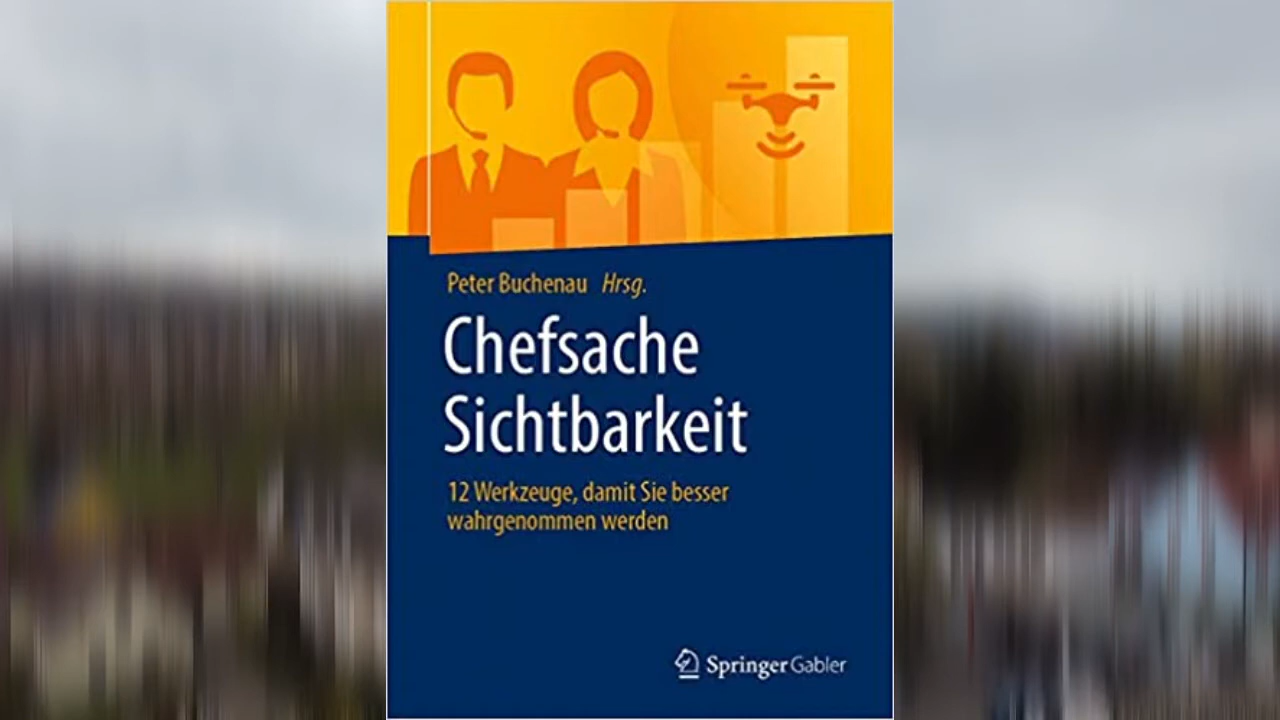 Peter Buchenau Hrsg.
Chefsache
Sichtbarkeit
12 Werkzeuge, damit Sie besser
wahrgenommen werden
Springer Gabler